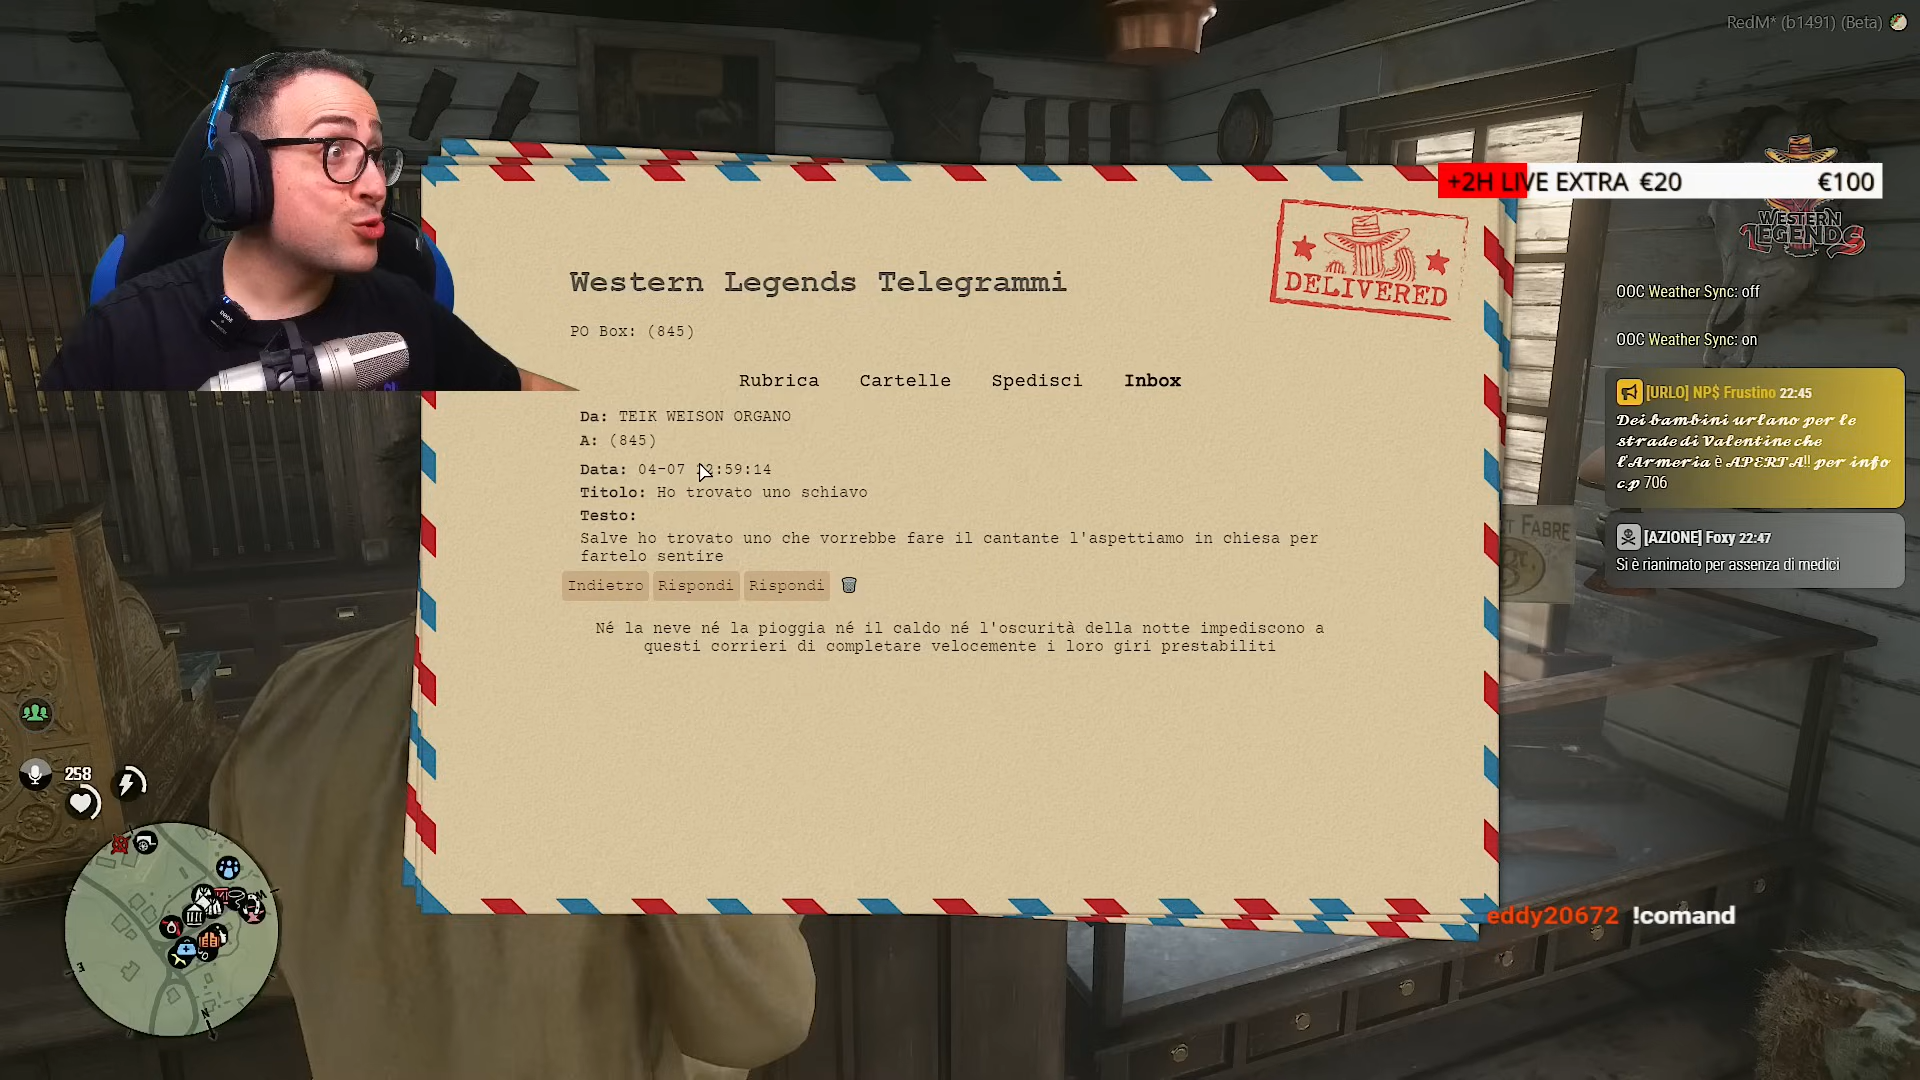 RedM* (b1491) (Beta)
+2H LIVE EXTRA €20 €100
WESTERN
LEGENDS
DELIVERED
Western Legends Telegrammi
PO Box: (845)
Rubrica Cartelle Spedisci Inbox
Da: TEIK WEISON ORGANO
A: (845)
Data: 04-07 :59:14
Titolo: Ho trovato uno schiavo
Testo:
Salve ho trovato uno che vorrebbe fare il cantante l'aspettiamo in chiesa per
fartelo sentire
Indietro Rispondi Rispondi
Né la neve né la pioggia né il caldo né l'oscurità della notte impediscono a
questi corrieri di completare velocemente i loro giri prestabiliti
OOC Weather Sync: off
OOC Weather Sync: on
[URLO] NP$ Frustino 22:45
Dei bambini urlano per le
strade di Valentine che
l'Armeria è APERTA!! per info
c.p 706
[AZIONE] Foxy 22:47
Si è rianimato per assenza di medici
FABRE
258
N
E
eddy20672 !comand